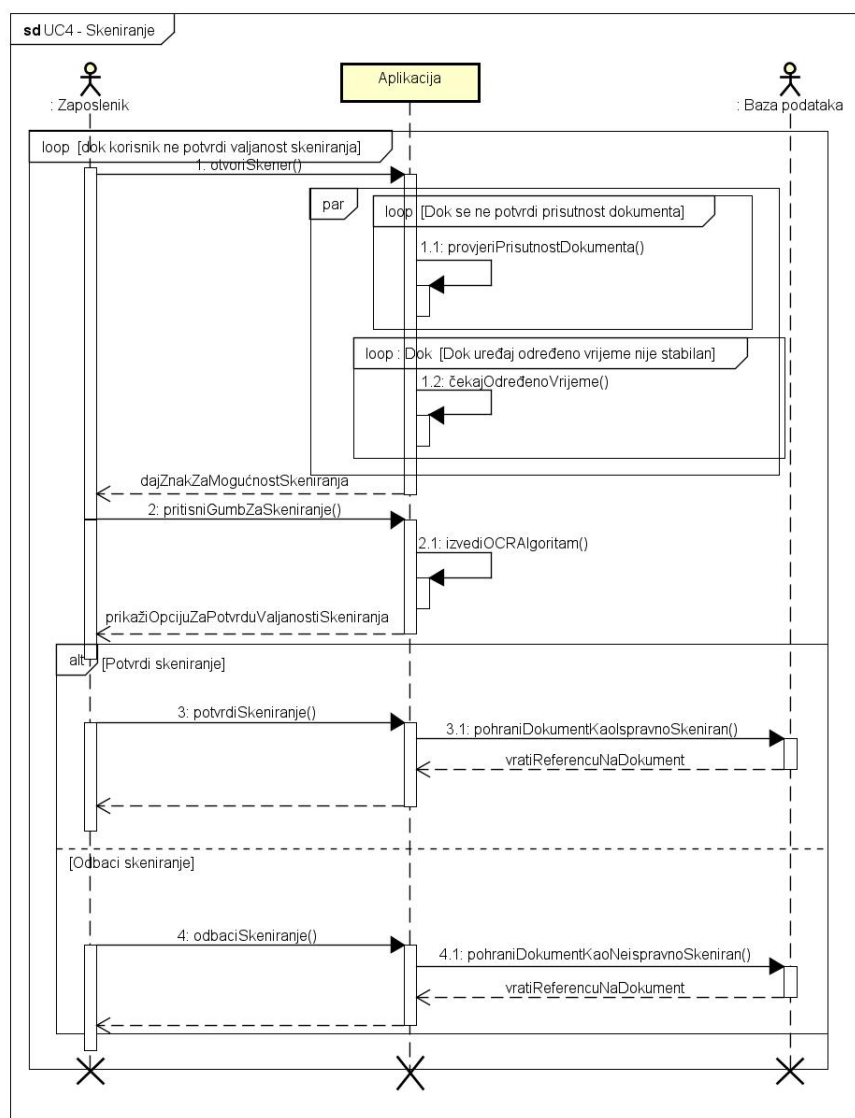 sd UC4 - Skeniranje
: Zaposlenik
Aplikacija
: Baza podataka
loop [dok korisnik ne potvrdi valjanost skeniranja]
1: otvoriSkener()
par
loop [Dok se ne potvrdi prisutnost dokumenta]
1.1: provjeriPrisutnostDokumenta()
loop : Dok [Dok uređaj određeno vrijeme nije stabilan]
1.2: čekajOdređenoVrijeme()
dajZnakZaMogućnostSkeniranja
2: pritisniGumbZaSkeniranje()
2.1: izvediOCRAlgoritam()
prikažiOpcijuZaPotvrduValjanostiSkeniranja
alt [Potvrdi skeniranje]
3: potvrdiSkeniranje()
3.1: pohraniDokumentKaoIspravnoSkeniran()
vratiReferencuNaDokument
[Odbaci skeniranje]
4: odbaciSkeniranje()
4.1: pohraniDokumentKaoNeispravnoSkeniran()
vratiReferencuNaDokument